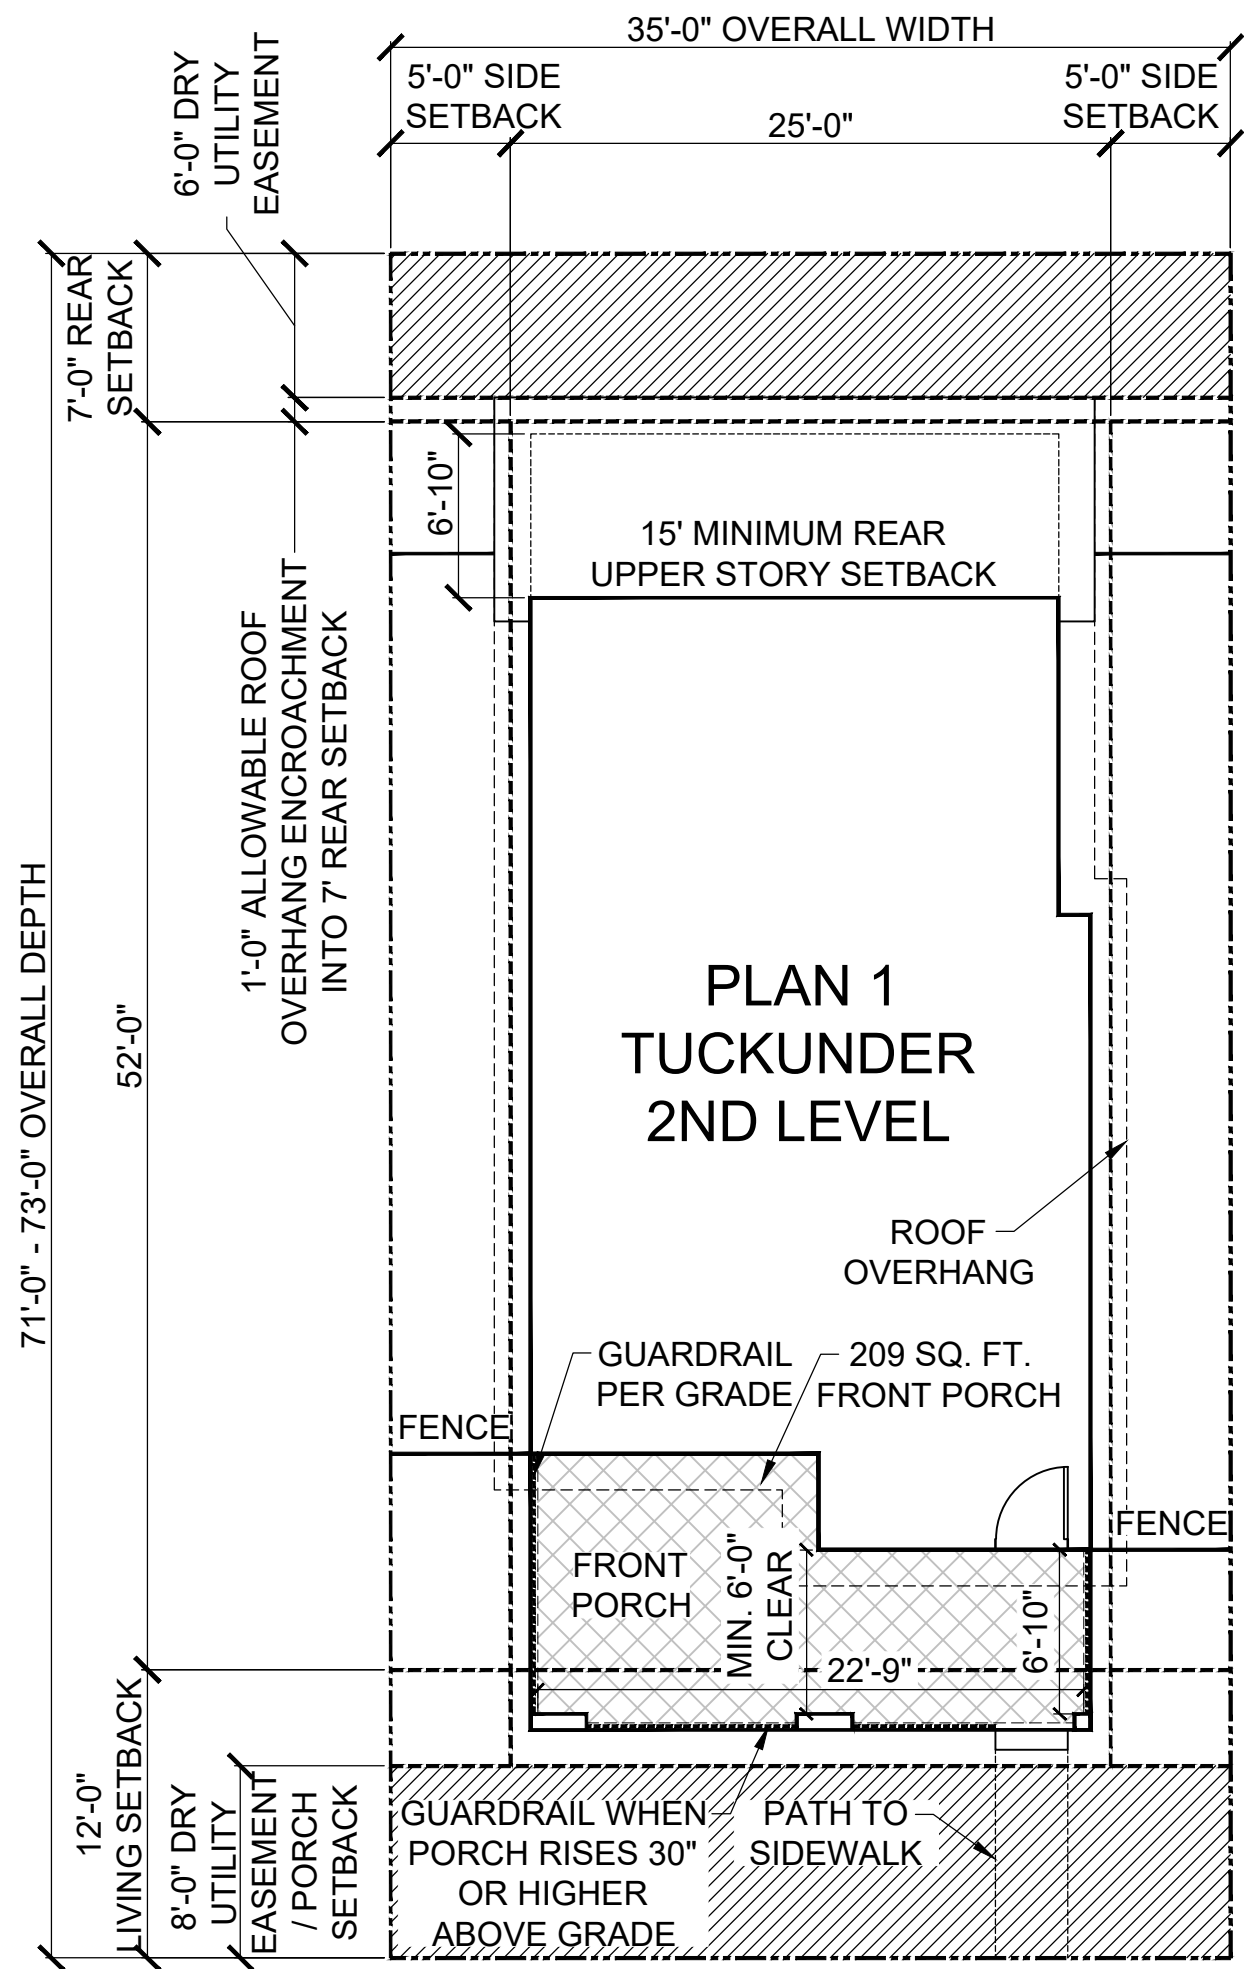 35'-0" OVERALL WIDTH
5'-0" SIDE
SETBACK
25'-0"
5'-0" SIDE
SETBACK
6'-0" DRY
UTILITY
EASEMENT
7'-0" REAR
SETBACK
6'-10"
15' MINIMUM REAR
UPPER STORY SETBACK
1'-0" ALLOWABLE ROOF
OVERHANG ENCROACHMENT
INTO 7' REAR SETBACK
71'-0" - 73'-0" OVERALL DEPTH
52'-0"
PLAN 1
TUCKUNDER
2ND LEVEL
ROOF
OVERHANG
GUARDRAIL
PER GRADE
209 SQ. FT.
FRONT PORCH
FENCE
FENCE
FRONT
PORCH
MIN. 6'-0"
CLEAR
6'-10"
22'-9"
12'-0"
LIVING SETBACK
8'-0" DRY
UTILITY
EASEMENT
/ PORCH
SETBACK
GUARDRAIL WHEN
PORCH RISES 30"
OR HIGHER
ABOVE GRADE
PATH TO
SIDEWALK